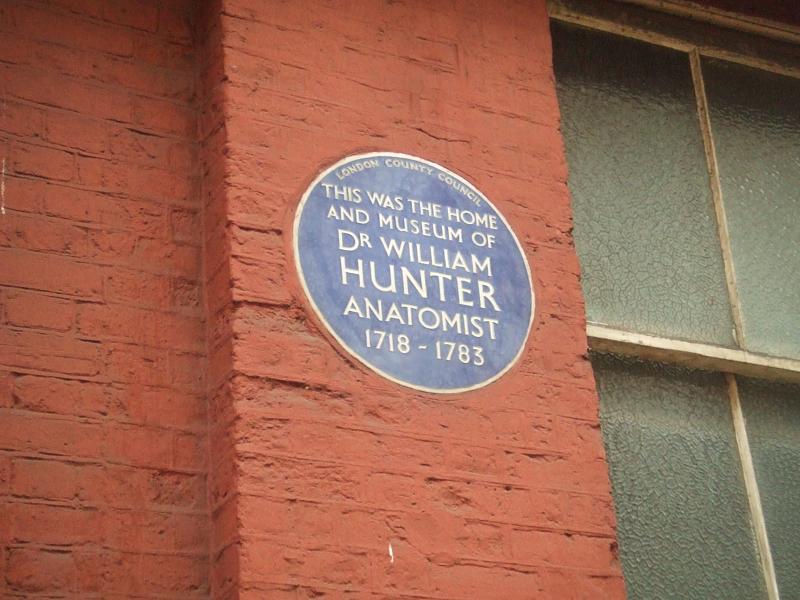 LONDON COUNTY COUNCIL
THIS WAS THE HOME
AND MUSEUM OF
DR WILLIAM
HUNTER
ANATOMIST
1718 - 1783